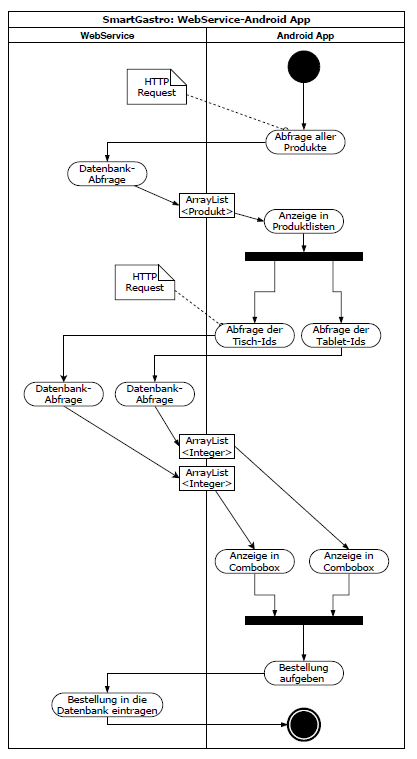 SmartGastro: WebService-Android App
WebService
Android App
HTTP
Request
Abfrage aller
Produkte
Datenbank-
Abfrage
ArrayList
<Produkt>
Anzeige in
Produktlisten
HTTP
Request
Abfrage der
Tisch-Ids
Abfrage der
Tablet-Ids
Datenbank-
Abfrage
Datenbank-
Abfrage
ArrayList
<Integer>
ArrayList
<Integer>
Anzeige in
Combobox
Anzeige in
Combobox
Bestellung
aufgeben
Bestellung in die
Datenbank eintragen